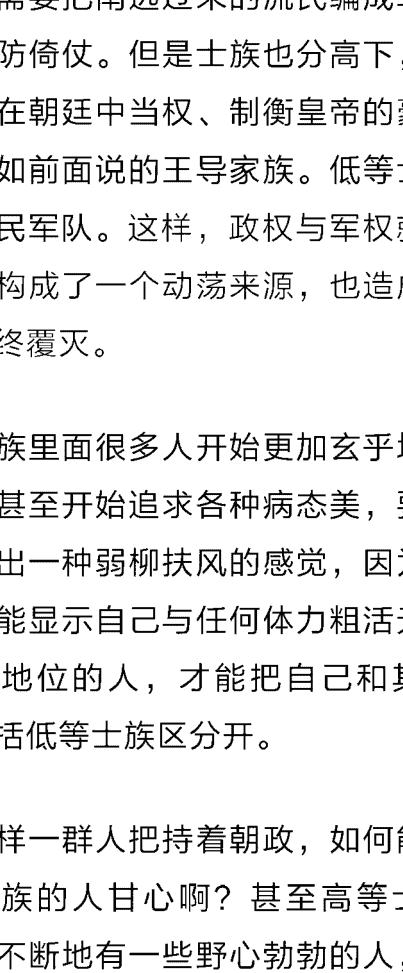 需要把南逃过来的流民编成
防倚仗。但是士族也分高下，
在朝廷中当权、制衡皇帝的
如前面说的王导家族。低等
民军队。这样，政权与军权
构成了一个动荡来源，也造
终覆灭。
族里面很多人开始更加玄乎
甚至开始追求各种病态美，
出一种弱柳扶风的感觉，因
能显示自己与任何体力粗活
地位的人，才能把自己和
括低等士族区分开。
样一群人把持着朝政，如何
族的人甘心啊？甚至高等
不断地有一些野心勃勃的人，